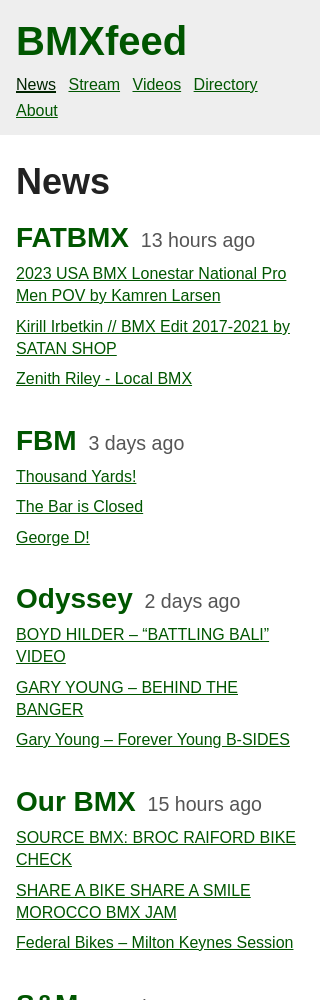 BMXfeed
News Stream Videos Directory
About
News
FATBMX 13 hours ago
2023 USA BMX Lonestar National Pro
Men POV by Kamren Larsen
Kirill Irbetkin // BMX Edit 2017-2021 by
SATAN SHOP
Zenith Riley - Local BMX
FBM 3 days ago
Thousand Yards!
The Bar is Closed
George D!
Odyssey 2 days ago
BOYD HILDER – “BATTLING BALI”
VIDEO
GARY YOUNG – BEHIND THE
BANGER
Gary Young – Forever Young B-SIDES
Our BMX 15 hours ago
SOURCE BMX: BROC RAIFORD BIKE
CHECK
SHARE A BIKE SHARE A SMILE
MOROCCO BMX JAM
Federal Bikes – Milton Keynes Session